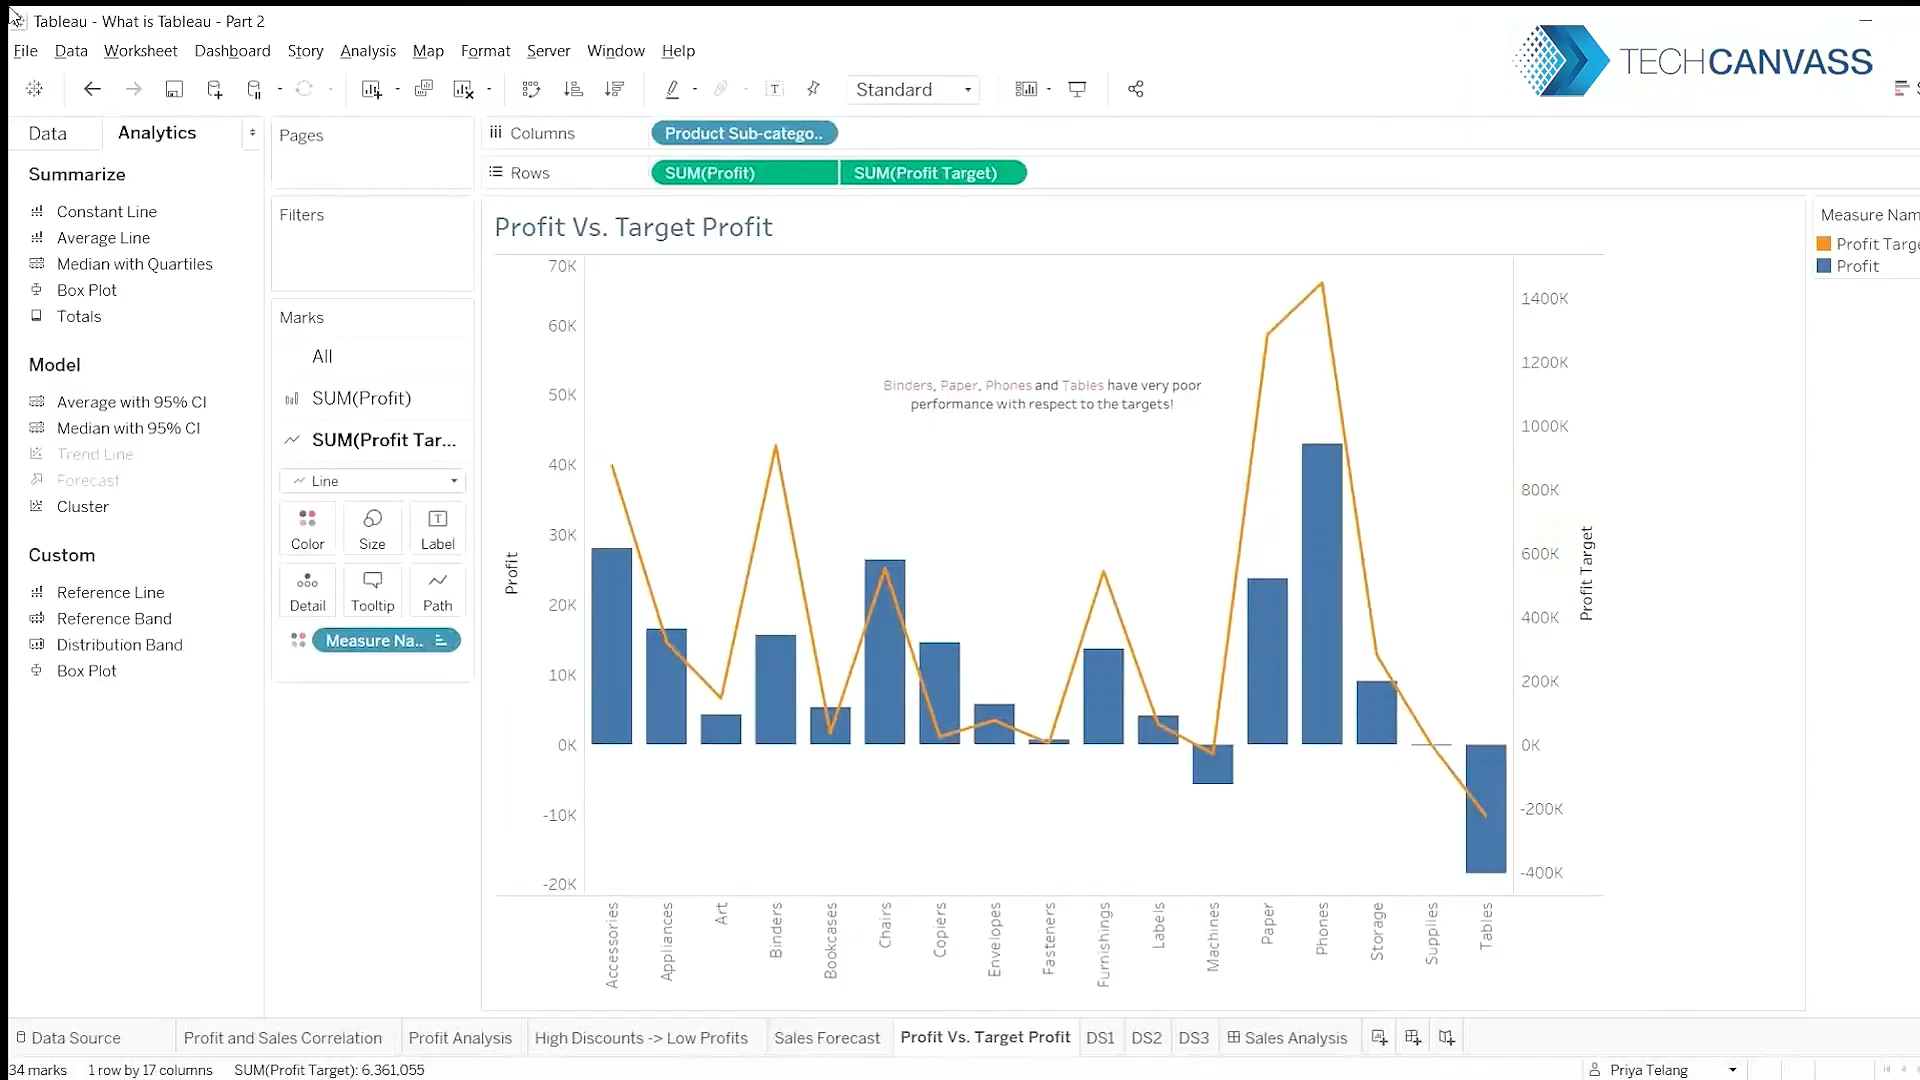 Tableau - What is Tableau - Part 2
File Data Worksheet Dashboard Story Analysis Map Format Server Window Help
TECHCANVASS
Standard
Data Analytics
Pages
Columns
Product Sub-catego..
Rows
SUM(Profit) SUM(Profit Target)
Summarize
Constant Line
Average Line
Median with Quartiles
Box Plot
Totals
Model
Average with 95% CI
Median with 95% CI
Trend Line
Forecast
Cluster
Custom
Reference Line
Reference Band
Distribution Band
Box Plot
Filters
Marks
All
SUM(Profit)
SUM(Profit Tar...
Line
Color Size Label
Detail Tooltip Path
Measure Na..
Profit Vs. Target Profit
70K
60K
50K
40K
30K
20K
10K
0K
-10K
-20K
Profit
Binders, Paper, Phones and Tables have very poor
performance with respect to the targets!
1400K
1200K
1000K
800K
600K
400K
200K
0K
-200K
-400K
Profit Target
Accessories
Appliances
Art
Binders
Bookcases
Chairs
Copiers
Envelopes
Fasteners
Furnishings
Labels
Machines
Paper
Phones
Storage
Supplies
Tables
Measure Nam
Profit Targe
Profit
Data Source Profit and Sales Correlation Profit Analysis High Discounts -> Low Profits Sales Forecast Profit Vs. Target Profit DS1 DS2 DS3 Sales Analysis
34 marks 1 row by 17 columns SUM(Profit Target): 6,361,055 Priya Telang